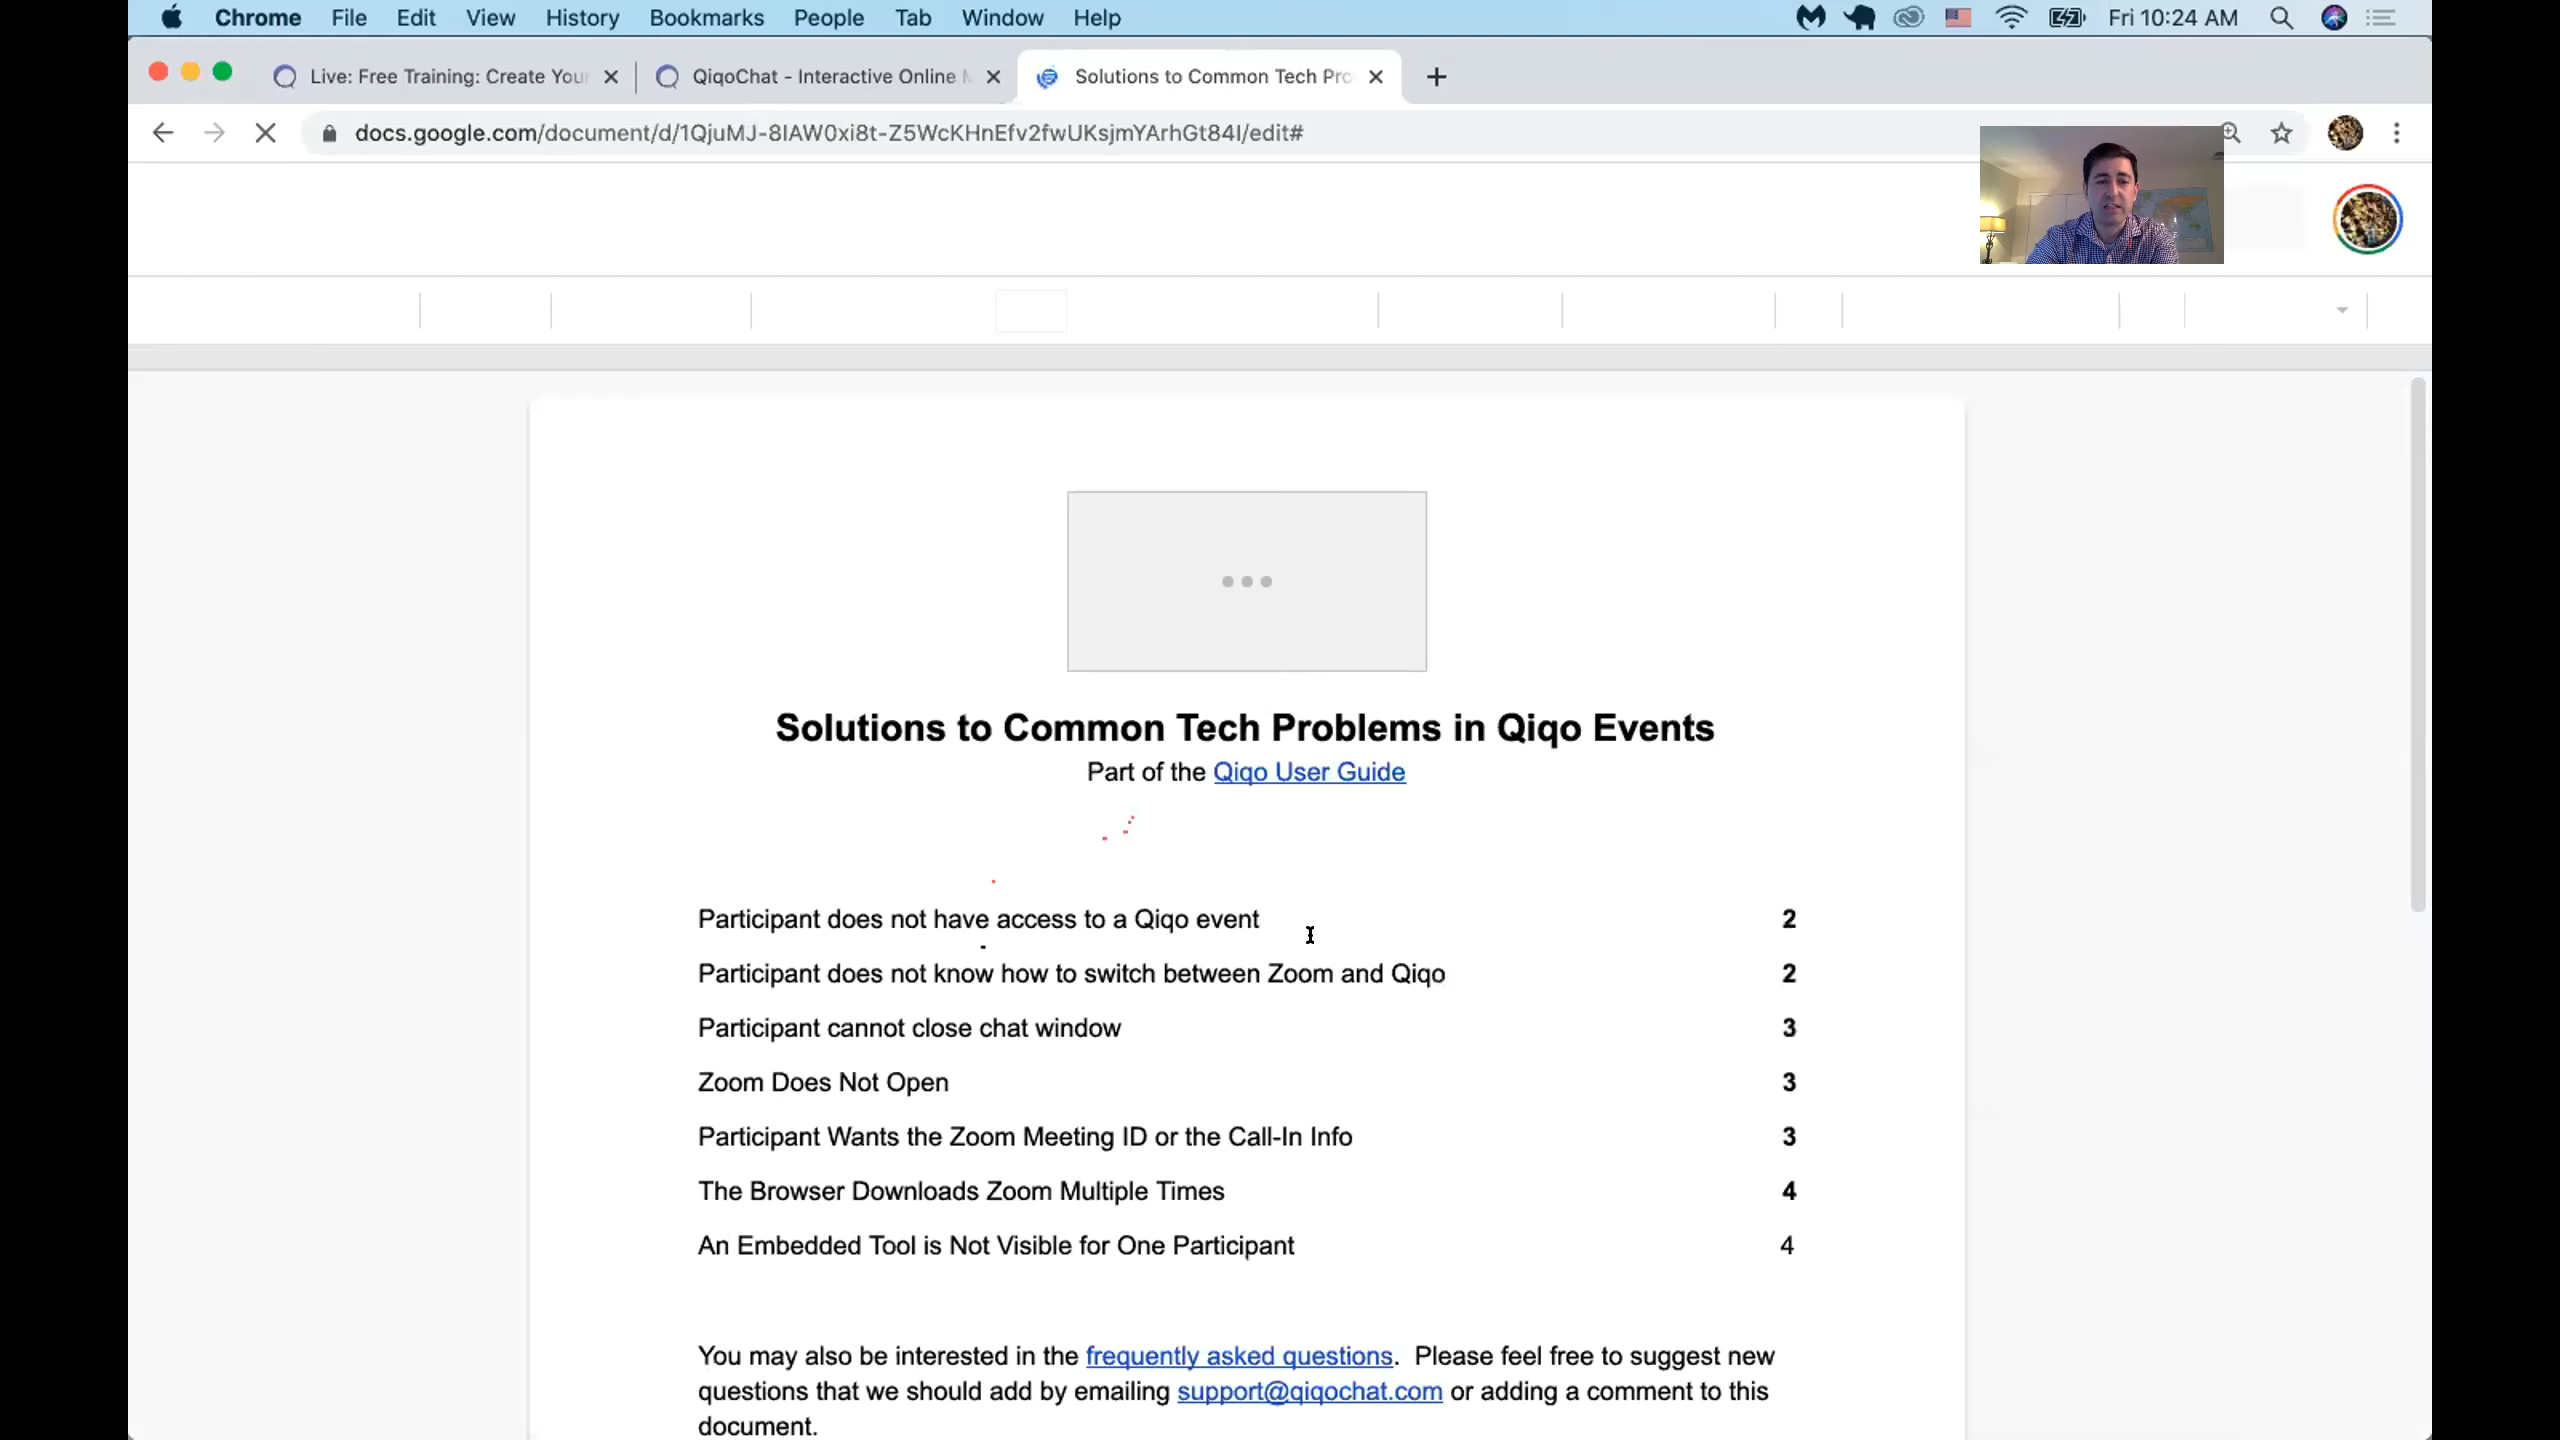 Chrome File Edit View History Bookmarks People Tab Window Help Fri 10:24 AM
Live: Free Training: Create Your QiqoChat - Interactive Online M Solutions to Common Tech Pro
docs.google.com/document/d/1QjuMJ-8IAW0xi8t-Z5WcKHnEfv2fwUKsjmYArhGt84I/edit#
Solutions to Common Tech Problems in Qiqo Events
Part of the Qiqo User Guide
Participant does not have access to a Qiqo event 2
Participant does not know how to switch between Zoom and Qiqo 2
Participant cannot close chat window 3
Zoom Does Not Open 3
Participant Wants the Zoom Meeting ID or the Call-In Info 3
The Browser Downloads Zoom Multiple Times 4
An Embedded Tool is Not Visible for One Participant 4
You may also be interested in the frequently asked questions. Please feel free to suggest new
questions that we should add by emailing support@qiqochat.com or adding a comment to this
document.